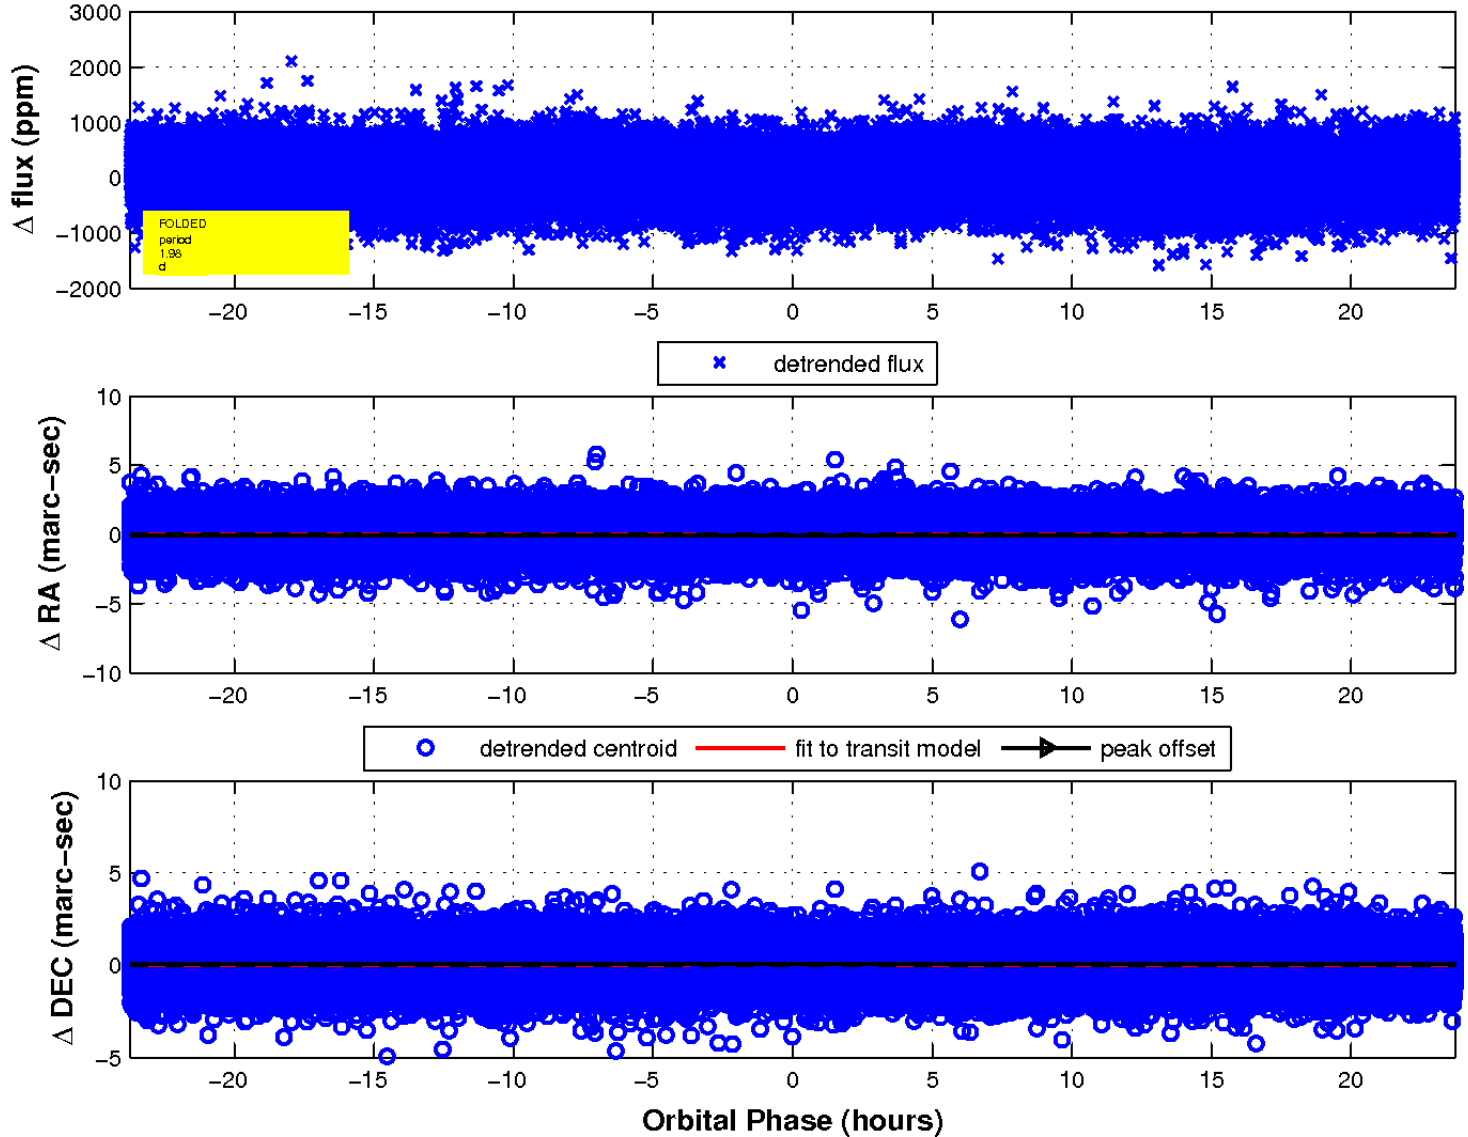 3000
2000
1000
0
−1000
−2000
Δ flux (ppm)
FOLDED
period
1.98
d
−20 −15 −10 −5 0 5 10 15 20
detrended flux
10
5
0
−5
−10
Δ RA (marc−sec)
−20 −15 −10 −5 0 5 10 15 20
detrended centroid fit to transit model peak offset
10
5
0
−5
Δ DEC (marc−sec)
−20 −15 −10 −5 0 5 10 15 20
Orbital Phase (hours)